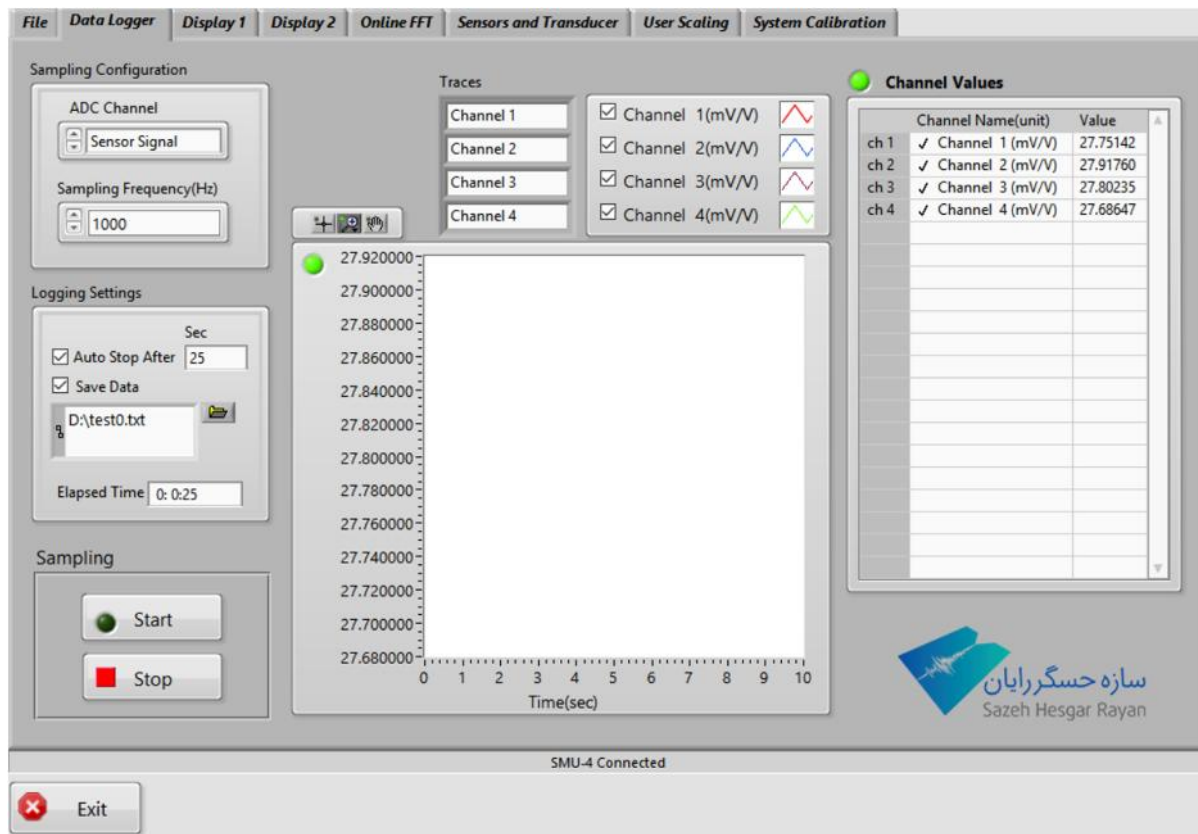 File Data Logger Display 1 Display 2 Online FFT Sensors and Transducer User Scaling System Calibration
Sampling Configuration
ADC Channel
Sensor Signal
Sampling Frequency(Hz)
1000
Logging Settings
Sec
Auto Stop After 25
Save Data
D:\test0.txt
Elapsed Time 0: 0:25
Sampling
Start
Stop
Traces
Channel 1
Channel 2
Channel 3
Channel 4
Channel 1(mV/V)
Channel 2(mV/V)
Channel 3(mV/V)
Channel 4(mV/V)
27.920000
27.900000
27.880000
27.860000
27.840000
27.820000
27.800000
27.780000
27.760000
27.740000
27.720000
27.700000
27.680000
0 1 2 3 4 5 6 7 8 9 10
Time(sec)
Channel Values
Channel Name(unit) Value
ch 1 ✓ Channel 1 (mV/V) 27.75142
ch 2 ✓ Channel 2 (mV/V) 27.91760
ch 3 ✓ Channel 3 (mV/V) 27.80235
ch 4 ✓ Channel 4 (mV/V) 27.68647
سازه حسگر رایان
Sazeh Hesgar Rayan
SMU-4 Connected
Exit